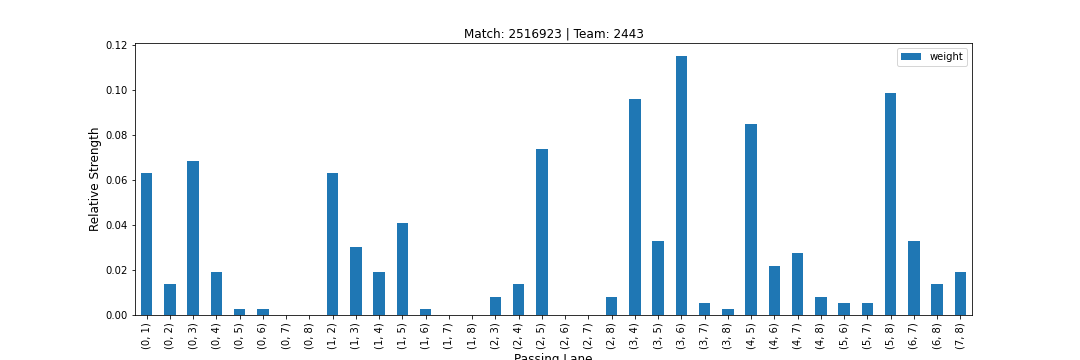 Match: 2516923 | Team: 2443
weight
0.12
0.10
0.08
0.06
0.04
0.02
0.00
Relative Strength
(0, 1) (0, 2) (0, 3) (0, 4) (0, 5) (0, 6) (0, 7) (0, 8) (1, 2) (1, 3) (1, 4) (1, 5) (1, 6) (1, 7) (1, 8) (2, 3) (2, 4) (2, 5) (2, 6) (2, 7) (2, 8) (3, 4) (3, 5) (3, 6) (3, 7) (3, 8) (4, 5) (4, 6) (4, 7) (4, 8) (5, 6) (5, 7) (5, 8) (6, 7) (6, 8) (7, 8)
Passing Lane